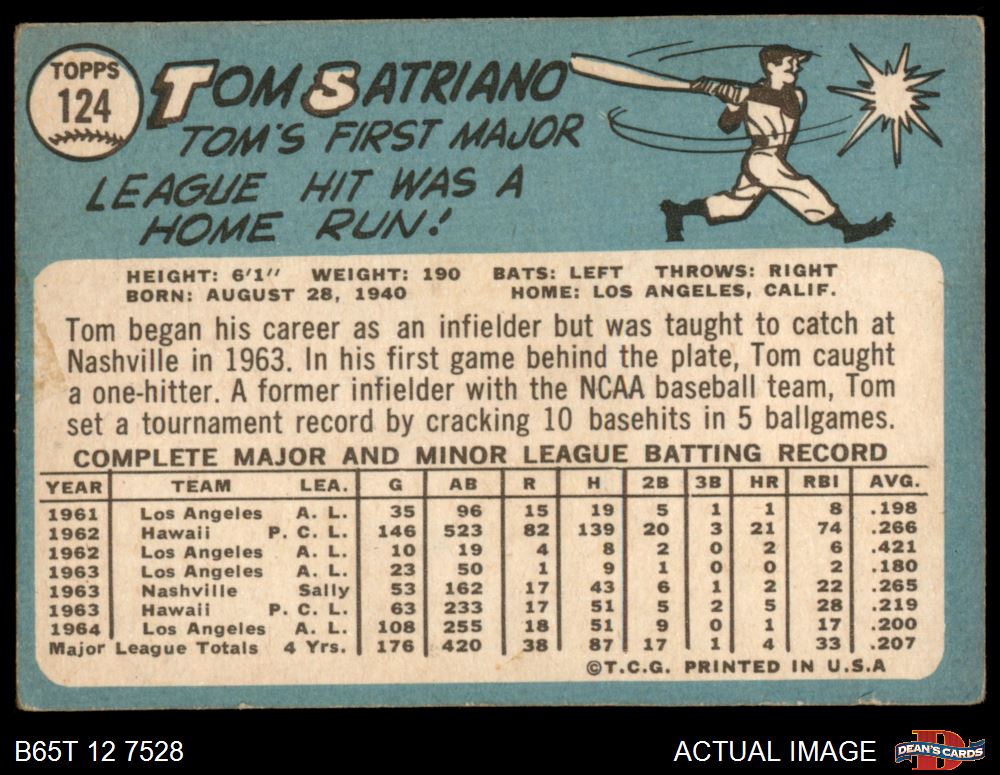 TOPPS
124
TOM SATRIANO
TOM'S FIRST MAJOR
LEAGUE HIT WAS A
HOME RUN!
HEIGHT: 6'1" WEIGHT: 190 BATS: LEFT THROWS: RIGHT
BORN: AUGUST 28, 1940 HOME: LOS ANGELES, CALIF.
Tom began his career as an infielder but was taught to catch at
Nashville in 1963. In his first game behind the plate, Tom caught
a one-hitter. A former infielder with the NCAA baseball team, Tom
set a tournament record by cracking 10 basehits in 5 ballgames.
COMPLETE MAJOR AND MINOR LEAGUE BATTING RECORD
YEAR TEAM LEA. G AB R H 2B 3B HR RBI AVG.
1961 Los Angeles A. L. 35 96 15 19 5 1 1 8 .198
1962 Hawaii P. C. L. 146 523 82 139 20 3 21 74 .266
1962 Los Angeles A. L. 10 19 4 8 2 0 2 6 .421
1963 Los Angeles A. L. 23 50 1 9 1 0 0 2 .180
1963 Nashville Sally 53 162 17 43 6 1 2 22 .265
1963 Hawaii P. C. L. 63 233 17 51 5 2 5 28 .219
1964 Los Angeles A. L. 108 255 18 51 9 0 1 17 .200
Major League Totals 4 Yrs. 176 420 38 87 17 1 4 33 .207
©T.C.G. PRINTED IN U.S.A
B65T 12 7528 ACTUAL IMAGE D DEAN'S CARDS